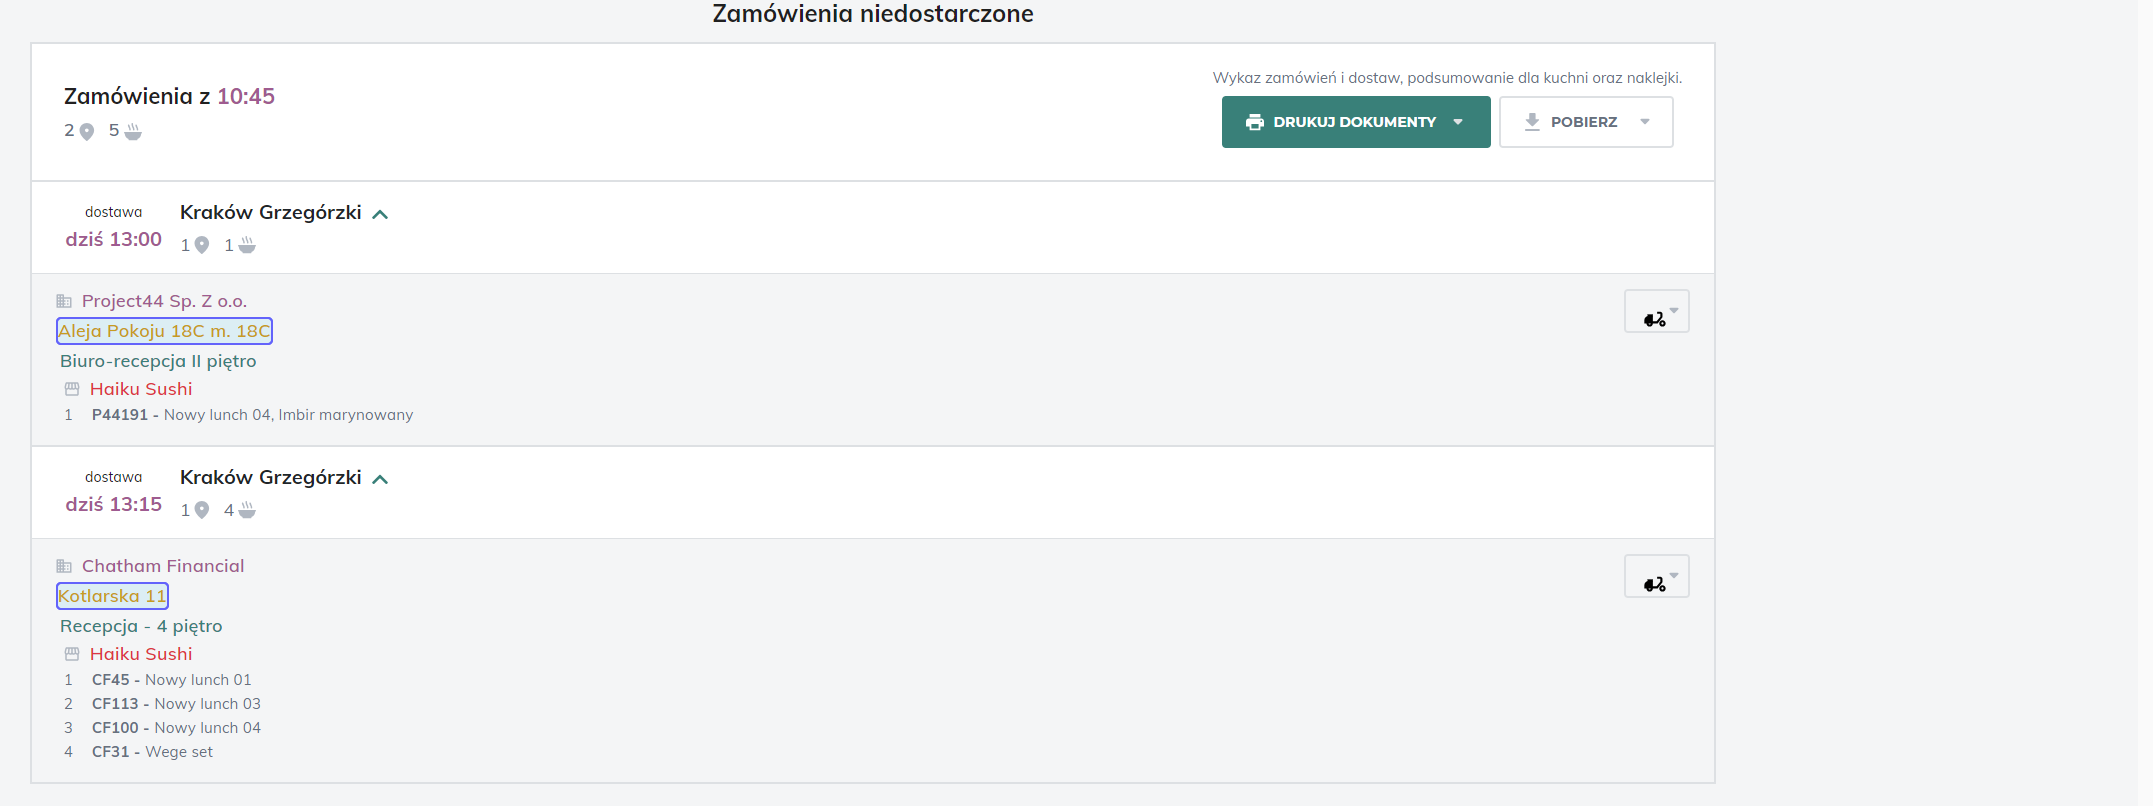 Zamówienia niedostarczone
Zamówienia z 10:45
2 5
Wykaz zamówień i dostaw, podsumowanie dla kuchni oraz naklejki.
DRUKUJ DOKUMENTY
POBIERZ
dostawa
dziś 13:00
Kraków Grzegórzki
1 1
Project44 Sp. Z o.o.
Aleja Pokoju 18C m. 18C
Biuro-recepcja II piętro
Haiku Sushi
1 P44191 - Nowy lunch 04, Imbir marynowany
dostawa
dziś 13:15
Kraków Grzegórzki
1 4
Chatham Financial
Kotlarska 11
Recepcja - 4 piętro
Haiku Sushi
1 CF45 - Nowy lunch 01
2 CF113 - Nowy lunch 03
3 CF100 - Nowy lunch 04
4 CF31 - Wege set